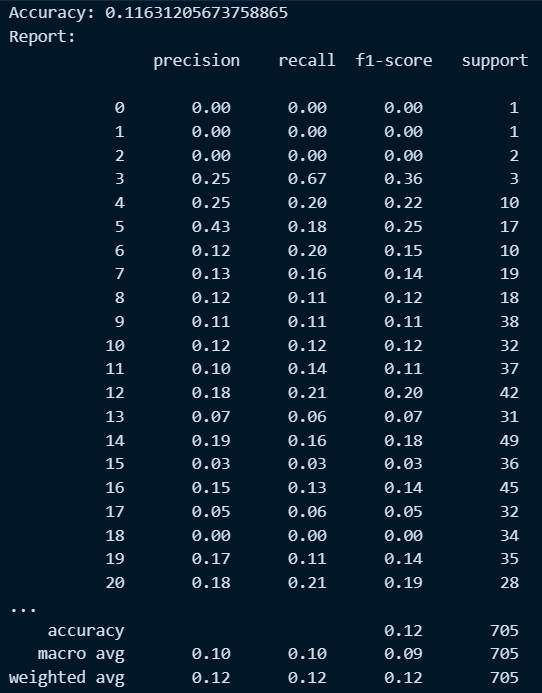 Accuracy: 0.11631205673758865
Report:
precision recall f1-score support
0 0.00 0.00 0.00 1
1 0.00 0.00 0.00 1
2 0.00 0.00 0.00 2
3 0.25 0.67 0.36 3
4 0.25 0.20 0.22 10
5 0.43 0.18 0.25 17
6 0.12 0.20 0.15 10
7 0.13 0.16 0.14 19
8 0.12 0.11 0.12 18
9 0.11 0.11 0.11 38
10 0.12 0.12 0.12 32
11 0.10 0.14 0.11 37
12 0.18 0.21 0.20 42
13 0.07 0.06 0.07 31
14 0.19 0.16 0.18 49
15 0.03 0.03 0.03 36
16 0.15 0.13 0.14 45
17 0.05 0.06 0.05 32
18 0.00 0.00 0.00 34
19 0.17 0.11 0.14 35
20 0.18 0.21 0.19 28
...
accuracy 0.12 705
macro avg 0.10 0.10 0.09 705
weighted avg 0.12 0.12 0.12 705